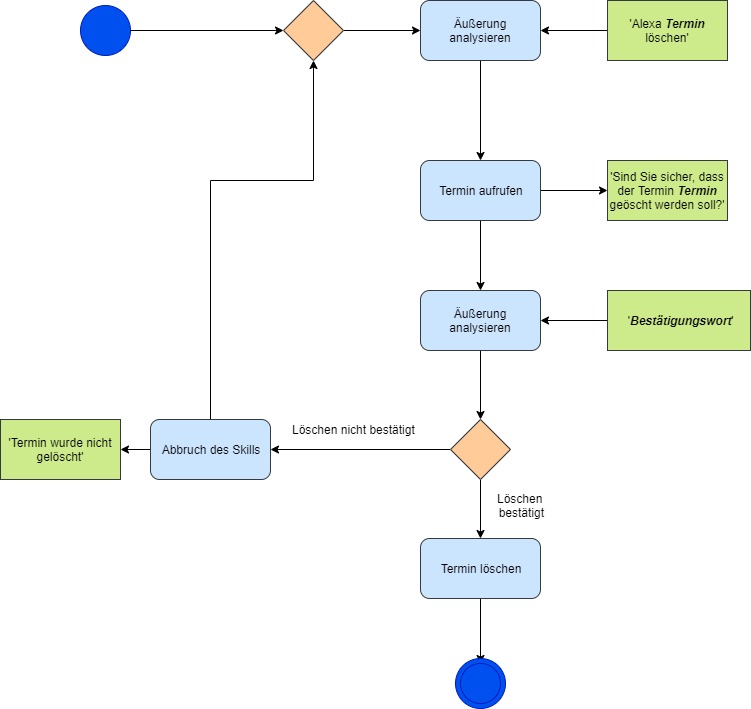 Äußerung
analysieren
'Alexa Termin
löschen'
Termin aufrufen
'Sind Sie sicher, dass
der Termin Termin
geöscht werden soll?'
Äußerung
analysieren
'Bestätigungswort'
Löschen nicht bestätigt
'Termin wurde nicht
gelöscht'
Abbruch des Skills
Löschen
bestätigt
Termin löschen